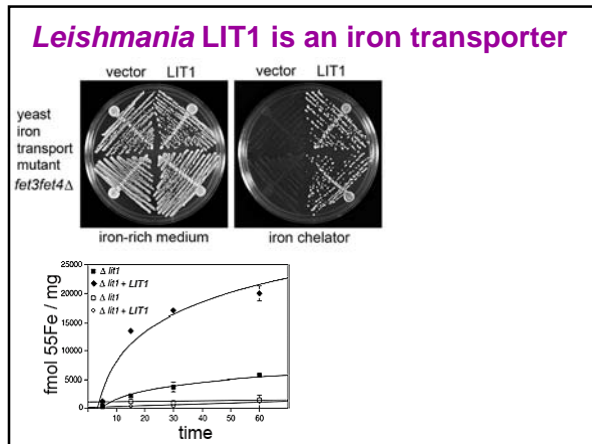 Leishmania LIT1 is an iron transporter
vector LIT1
vector LIT1
yeast
iron
transport
mutant
fet3fet4Δ
iron-rich medium
iron chelator
Δ lit1
Δ lit1 + LIT1
Δ lit1
Δ lit1 + LIT1
fmol 55Fe / mg
25000
20000
15000
10000
5000
0
10 20 30 40 50 60
time